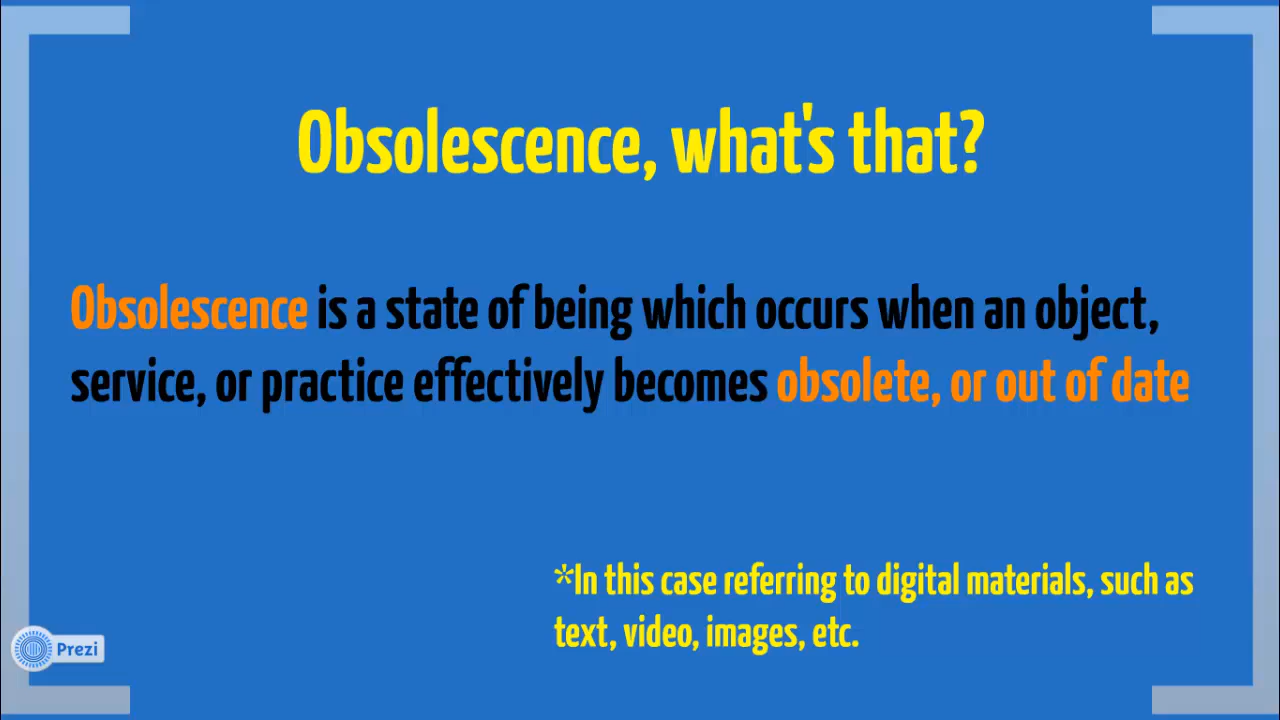 Obsolescence, what's that?
Obsolescence is a state of being which occurs when an object,
service, or practice effectively becomes obsolete, or out of date
*In this case referring to digital materials, such as
text, video, images, etc.
Prezi